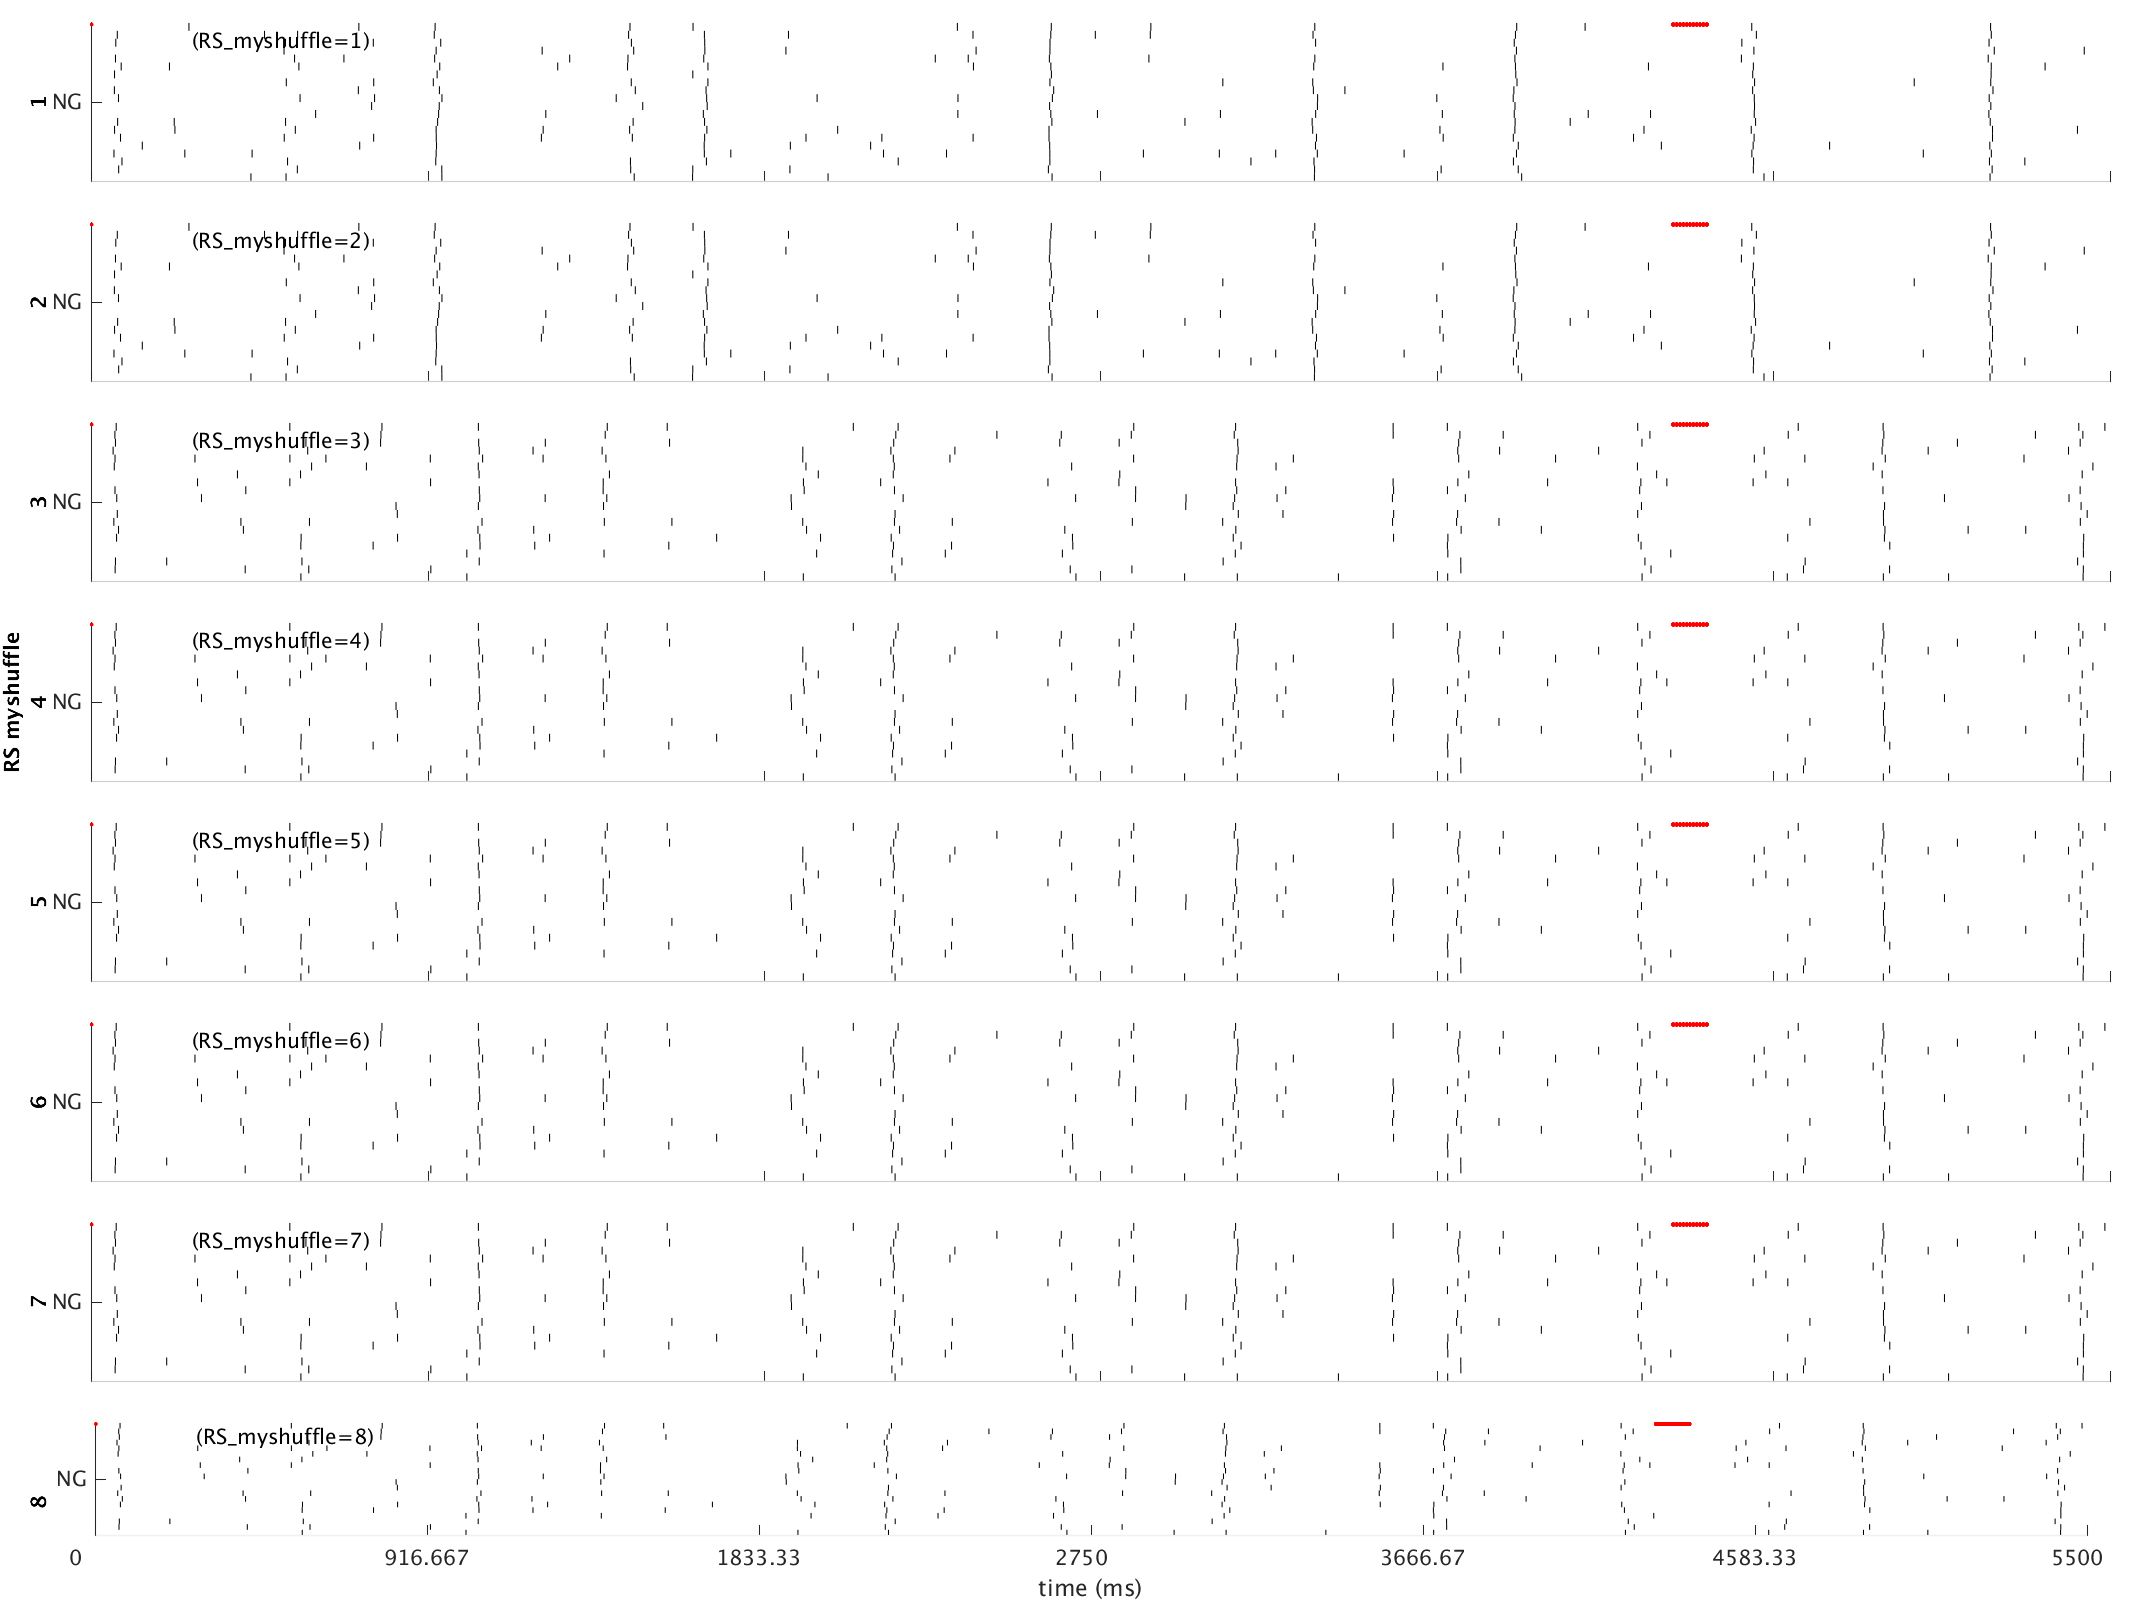 (RS_myshuffle=1)
1 NG
(RS_myshuffle=2)
2 NG
(RS_myshuffle=3)
3 NG
RS myshuffle
(RS_myshuffle=4)
4 NG
(RS_myshuffle=5)
5 NG
(RS_myshuffle=6)
6 NG
(RS_myshuffle=7)
7 NG
(RS_myshuffle=8)
8 NG
0 916.667 1833.33 2750 3666.67 4583.33 5500
time (ms)